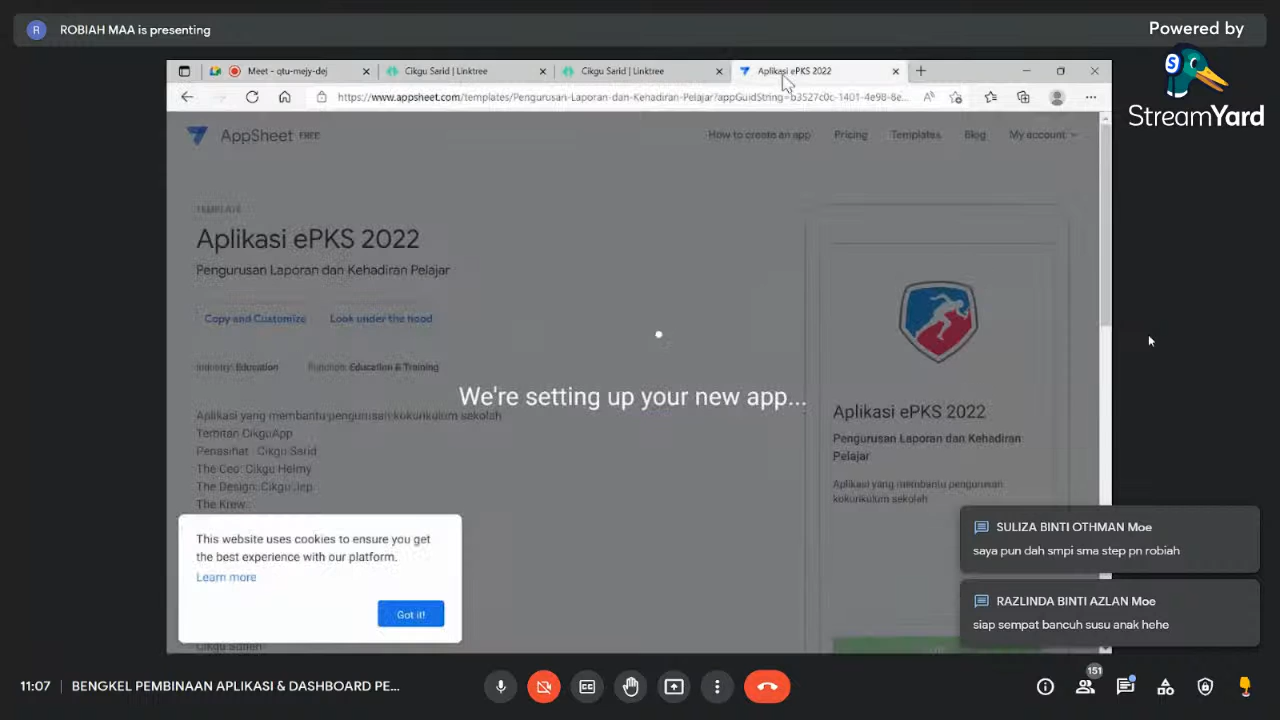 R ROBIAH MAA is presenting
Powered by
StreamYard
Meet - qtu-mejy-dej
Cikgu Sarid | Linktree
Cikgu Sarid | Linktree
Aplikasi ePKS 2022
https://www.appsheet.com/templates/Pengurusan-Laporan-dan-Kehadiran-Pelajar?appGuidString=b3527c0c-1401-4e98-8e...
AppSheet
How to create an app
Pricing
Templates
Blog
My account
TEMPLATE
Aplikasi ePKS 2022
Pengurusan Laporan dan Kehadiran Pelajar
Copy and Customize
Look under the hood
Industry: Education
Function: Education & Training
We're setting up your new app...
Aplikasi yang membantu pengurusan kokurikulum sekolah
Terbitan CikguApp
Penasihat : Cikgu Sarid
The Ceo: Cikgu Helmy
The Design: Cikgu Jep
The Krew :
Aplikasi ePKS 2022
Pengurusan Laporan dan Kehadiran
Pelajar
Aplikasi yang membantu pengurusan
kokurikulum sekolah
This website uses cookies to ensure you get
the best experience with our platform.
Learn more
Got it!
SULIZA BINTI OTHMAN Moe
saya pun dah smpi sma step pn robiah
RAZLINDA BINTI AZLAN Moe
siap sempat bancuh susu anak hehe
11:07
BENGKEL PEMBINAAN APLIKASI & DASHBOARD PE...
151